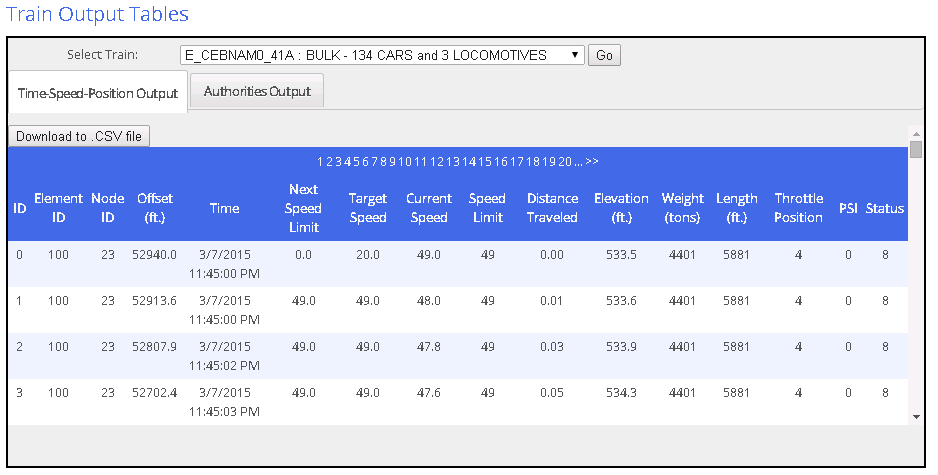 Train Output Tables
Select Train: E_CEBNAM0_41A : BULK - 134 CARS and 3 LOCOMOTIVES Go
Time-Speed-Position Output Authorities Output
Download to .CSV file
1 2 3 4 5 6 7 8 9 10 11 12 13 14 15 16 17 18 19 20 ... >>
ID Element ID Node ID Offset (ft.) Time Next Speed Limit Target Speed Current Speed Speed Limit Distance Traveled Elevation (ft.) Weight (tons) Length (ft.) Throttle Position PSI Status
0 100 23 52940.0 3/7/2015 11:45:00 PM 0.0 20.0 49.0 49 0.00 533.5 4401 5881 4 0 8
1 100 23 52913.6 3/7/2015 11:45:00 PM 49.0 49.0 48.0 49 0.01 533.6 4401 5881 4 0 8
2 100 23 52807.9 3/7/2015 11:45:02 PM 49.0 49.0 47.8 49 0.03 533.9 4401 5881 4 0 8
3 100 23 52702.4 3/7/2015 11:45:03 PM 49.0 49.0 47.6 49 0.05 534.3 4401 5881 4 0 8